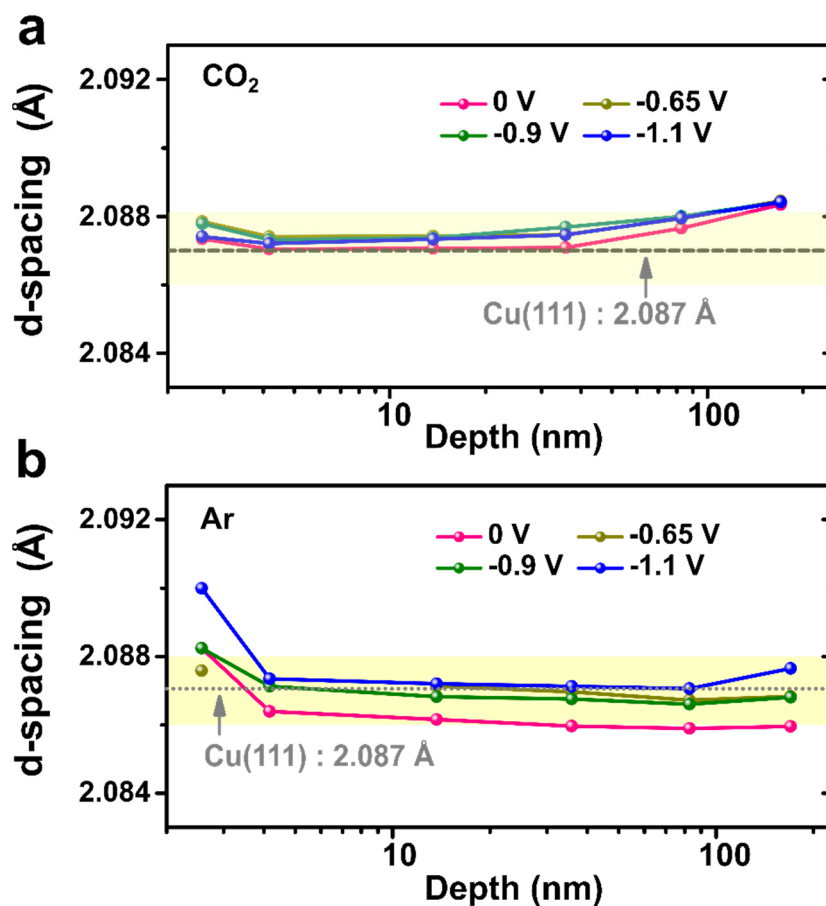 a
CO₂
0 V
-0.65 V
-0.9 V
-1.1 V
2.092
2.088
2.084
d-spacing (Å)
Cu(111) : 2.087 Å
10
100
Depth (nm)
b
Ar
0 V
-0.65 V
-0.9 V
-1.1 V
2.092
2.088
2.084
d-spacing (Å)
Cu(111) : 2.087 Å
10
100
Depth (nm)